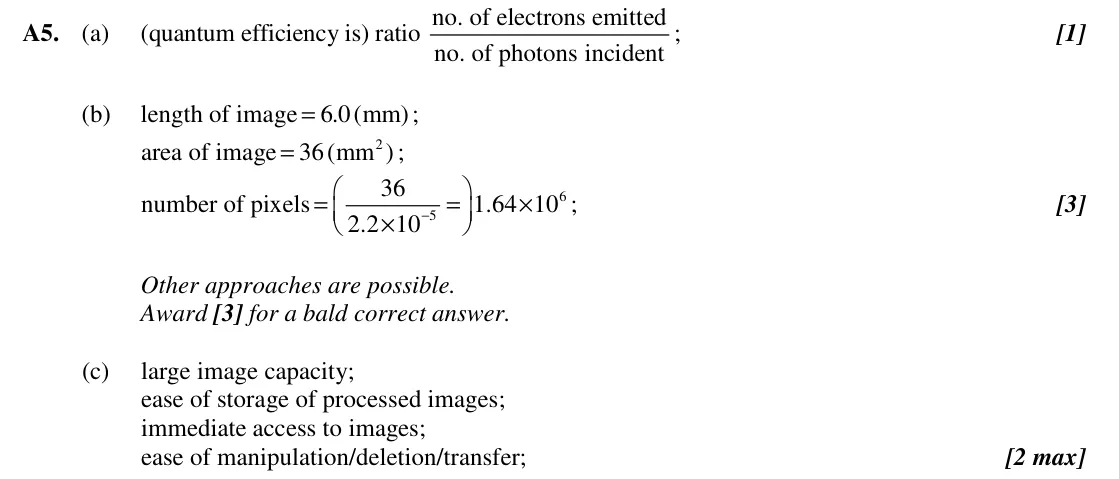 A5. (a) (quantum efficiency is) ratio no. of electrons emitted / no. of photons incident ; [1]
(b) length of image = 6.0 (mm) ;
area of image = 36 (mm²) ;
number of pixels = ( 36 / 2.2×10⁻⁵ = ) 1.64×10⁶ ; [3]
Other approaches are possible.
Award [3] for a bald correct answer.
(c) large image capacity;
ease of storage of processed images;
immediate access to images;
ease of manipulation/deletion/transfer; [2 max]